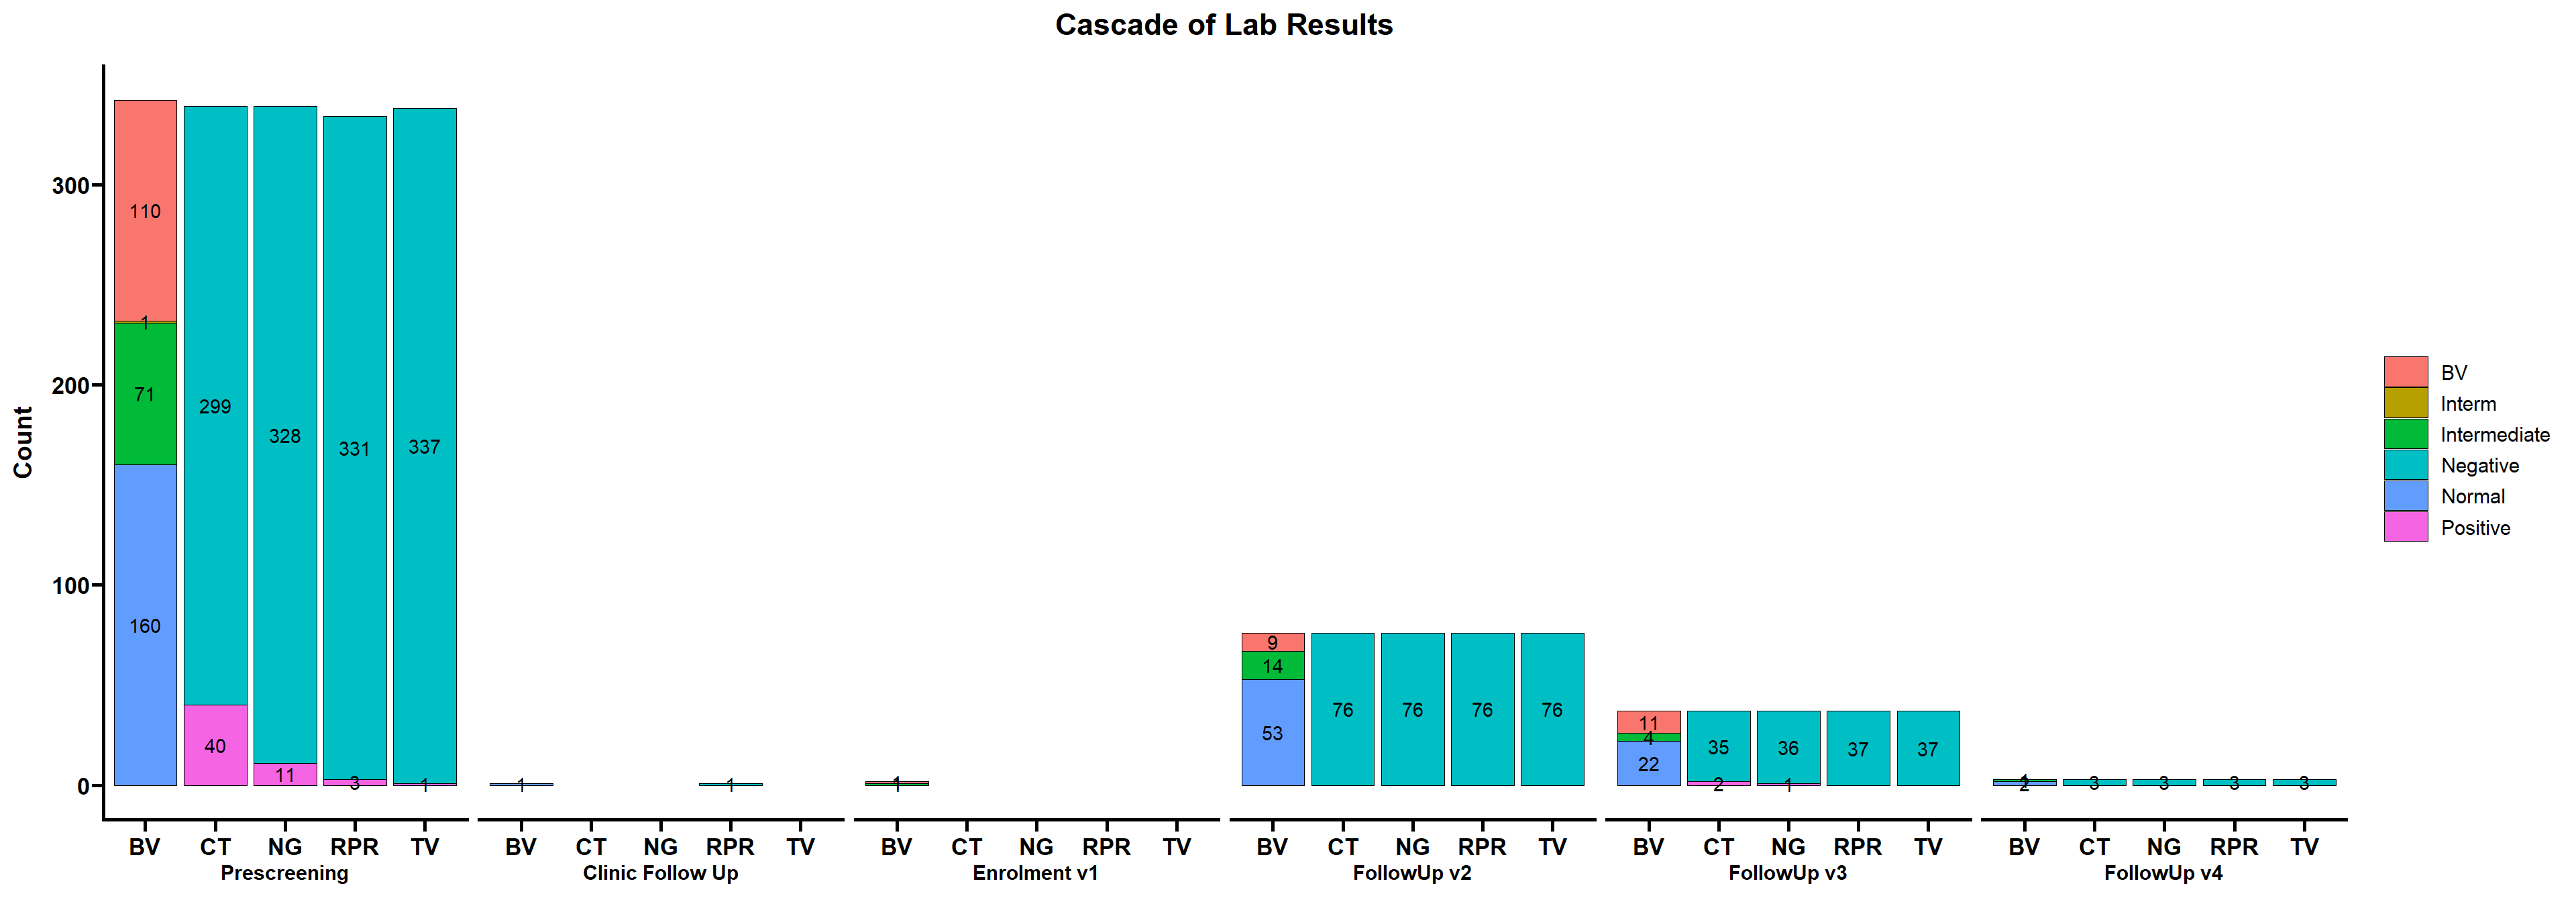 Cascade of Lab Results
Count
300
200
100
0
110
1
71
160
299
40
328
11
331
3
337
1
1
1
1
1
9
14
53
76
76
76
76
11
4
22
35
2
36
1
37
37
1
2
3
3
3
3
BV CT NG RPR TV
Prescreening
BV CT NG RPR TV
Clinic Follow Up
BV CT NG RPR TV
Enrolment v1
BV CT NG RPR TV
FollowUp v2
BV CT NG RPR TV
FollowUp v3
BV CT NG RPR TV
FollowUp v4
BV
Interm
Intermediate
Negative
Normal
Positive